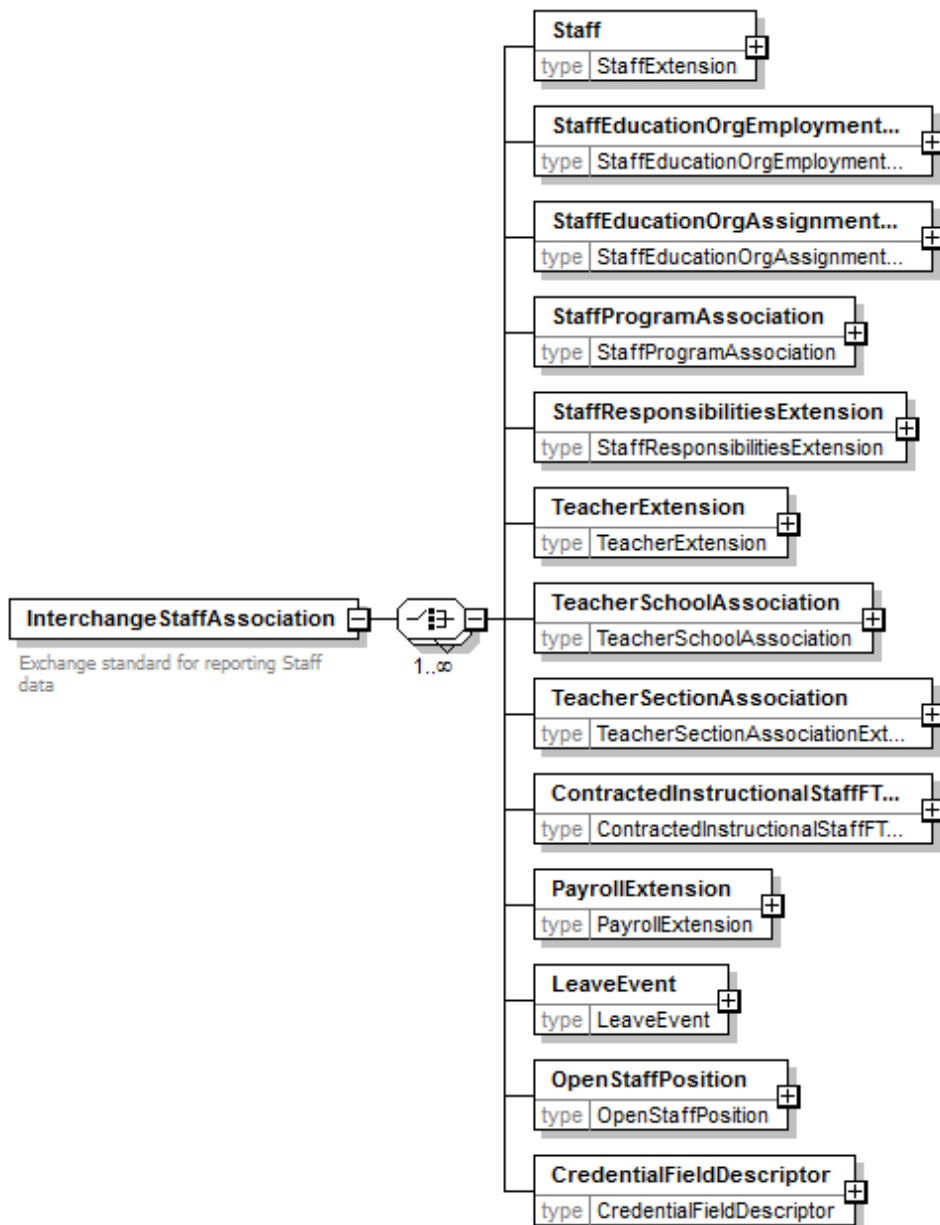 Staff
type StaffExtension
StaffEducationOrgEmployment...
type StaffEducationOrgEmployment...
StaffEducationOrgAssignment...
type StaffEducationOrgAssignment...
StaffProgramAssociation
type StaffProgramAssociation
StaffResponsibilitiesExtension
type StaffResponsibilitiesExtension
TeacherExtension
type TeacherExtension
InterchangeStaffAssociation
Exchange standard for reporting Staff
data
1..∞
TeacherSchoolAssociation
type TeacherSchoolAssociation
TeacherSectionAssociation
type TeacherSectionAssociationExt...
ContractedInstructionalStaffFT...
type ContractedInstructionalStaffFT...
PayrollExtension
type PayrollExtension
LeaveEvent
type LeaveEvent
OpenStaffPosition
type OpenStaffPosition
CredentialFieldDescriptor
type CredentialFieldDescriptor